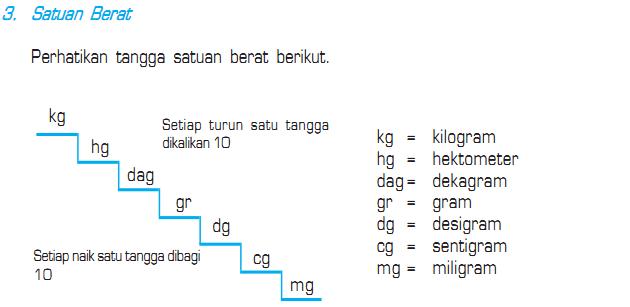 3. Satuan Berat
Perhatikan tangga satuan berat berikut.
kg
hg
dag
gr
dg
cg
mg
Setiap turun satu tangga
dikalikan 10
Setiap naik satu tangga dibagi
10
kg = kilogram
hg = hektometer
dag = dekagram
gr = gram
dg = desigram
cg = sentigram
mg = miligram